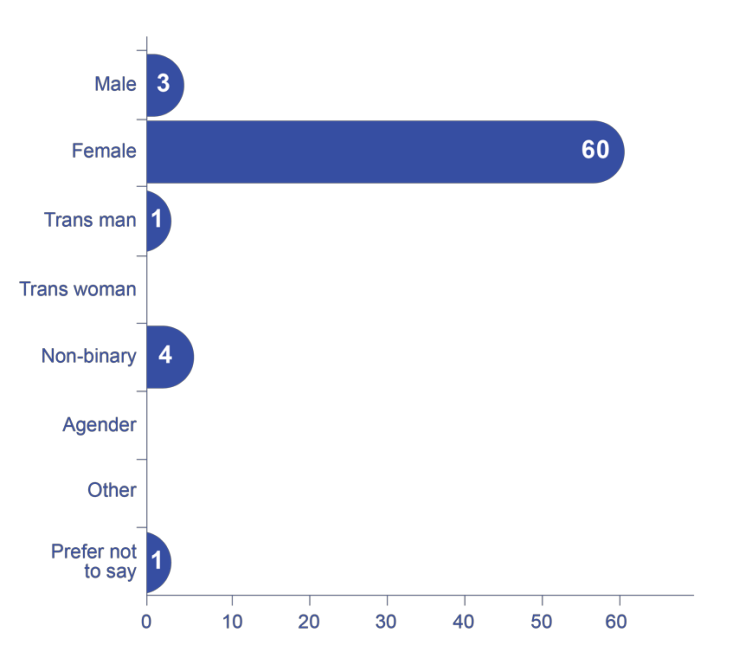 Male 3
Female 60
Trans man 1
Trans woman
Non-binary 4
Agender
Other
Prefer not
to say 1
0 10 20 30 40 50 60